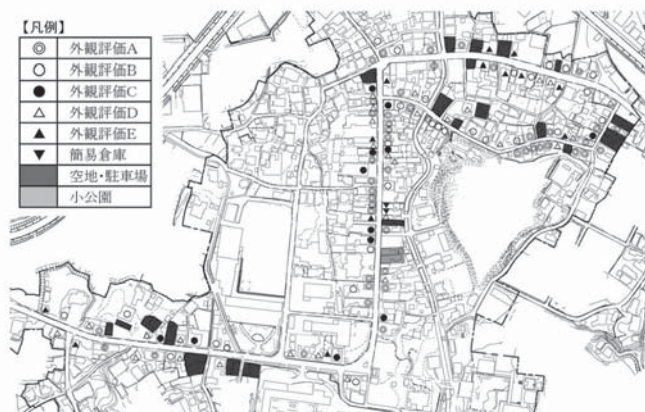 【凡例】
◎ 外観評価A
○ 外観評価B
● 外観評価C
△ 外観評価D
▲ 外観評価E
▼ 簡易倉庫
空地・駐車場
小公園